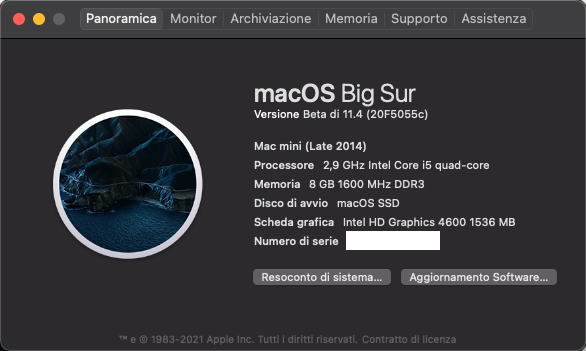 Panoramica Monitor Archiviazione Memoria Supporto Assistenza
macOS Big Sur
Versione Beta di 11.4 (20F5055c)
Mac mini (Late 2014)
Processore 2,9 GHz Intel Core i5 quad-core
Memoria 8 GB 1600 MHz DDR3
Disco di avvio macOS SSD
Scheda grafica Intel HD Graphics 4600 1536 MB
Numero di serie
Resoconto di sistema... Aggiornamento Software...
™ e © 1983-2021 Apple Inc. Tutti i diritti riservati. Contratto di licenza